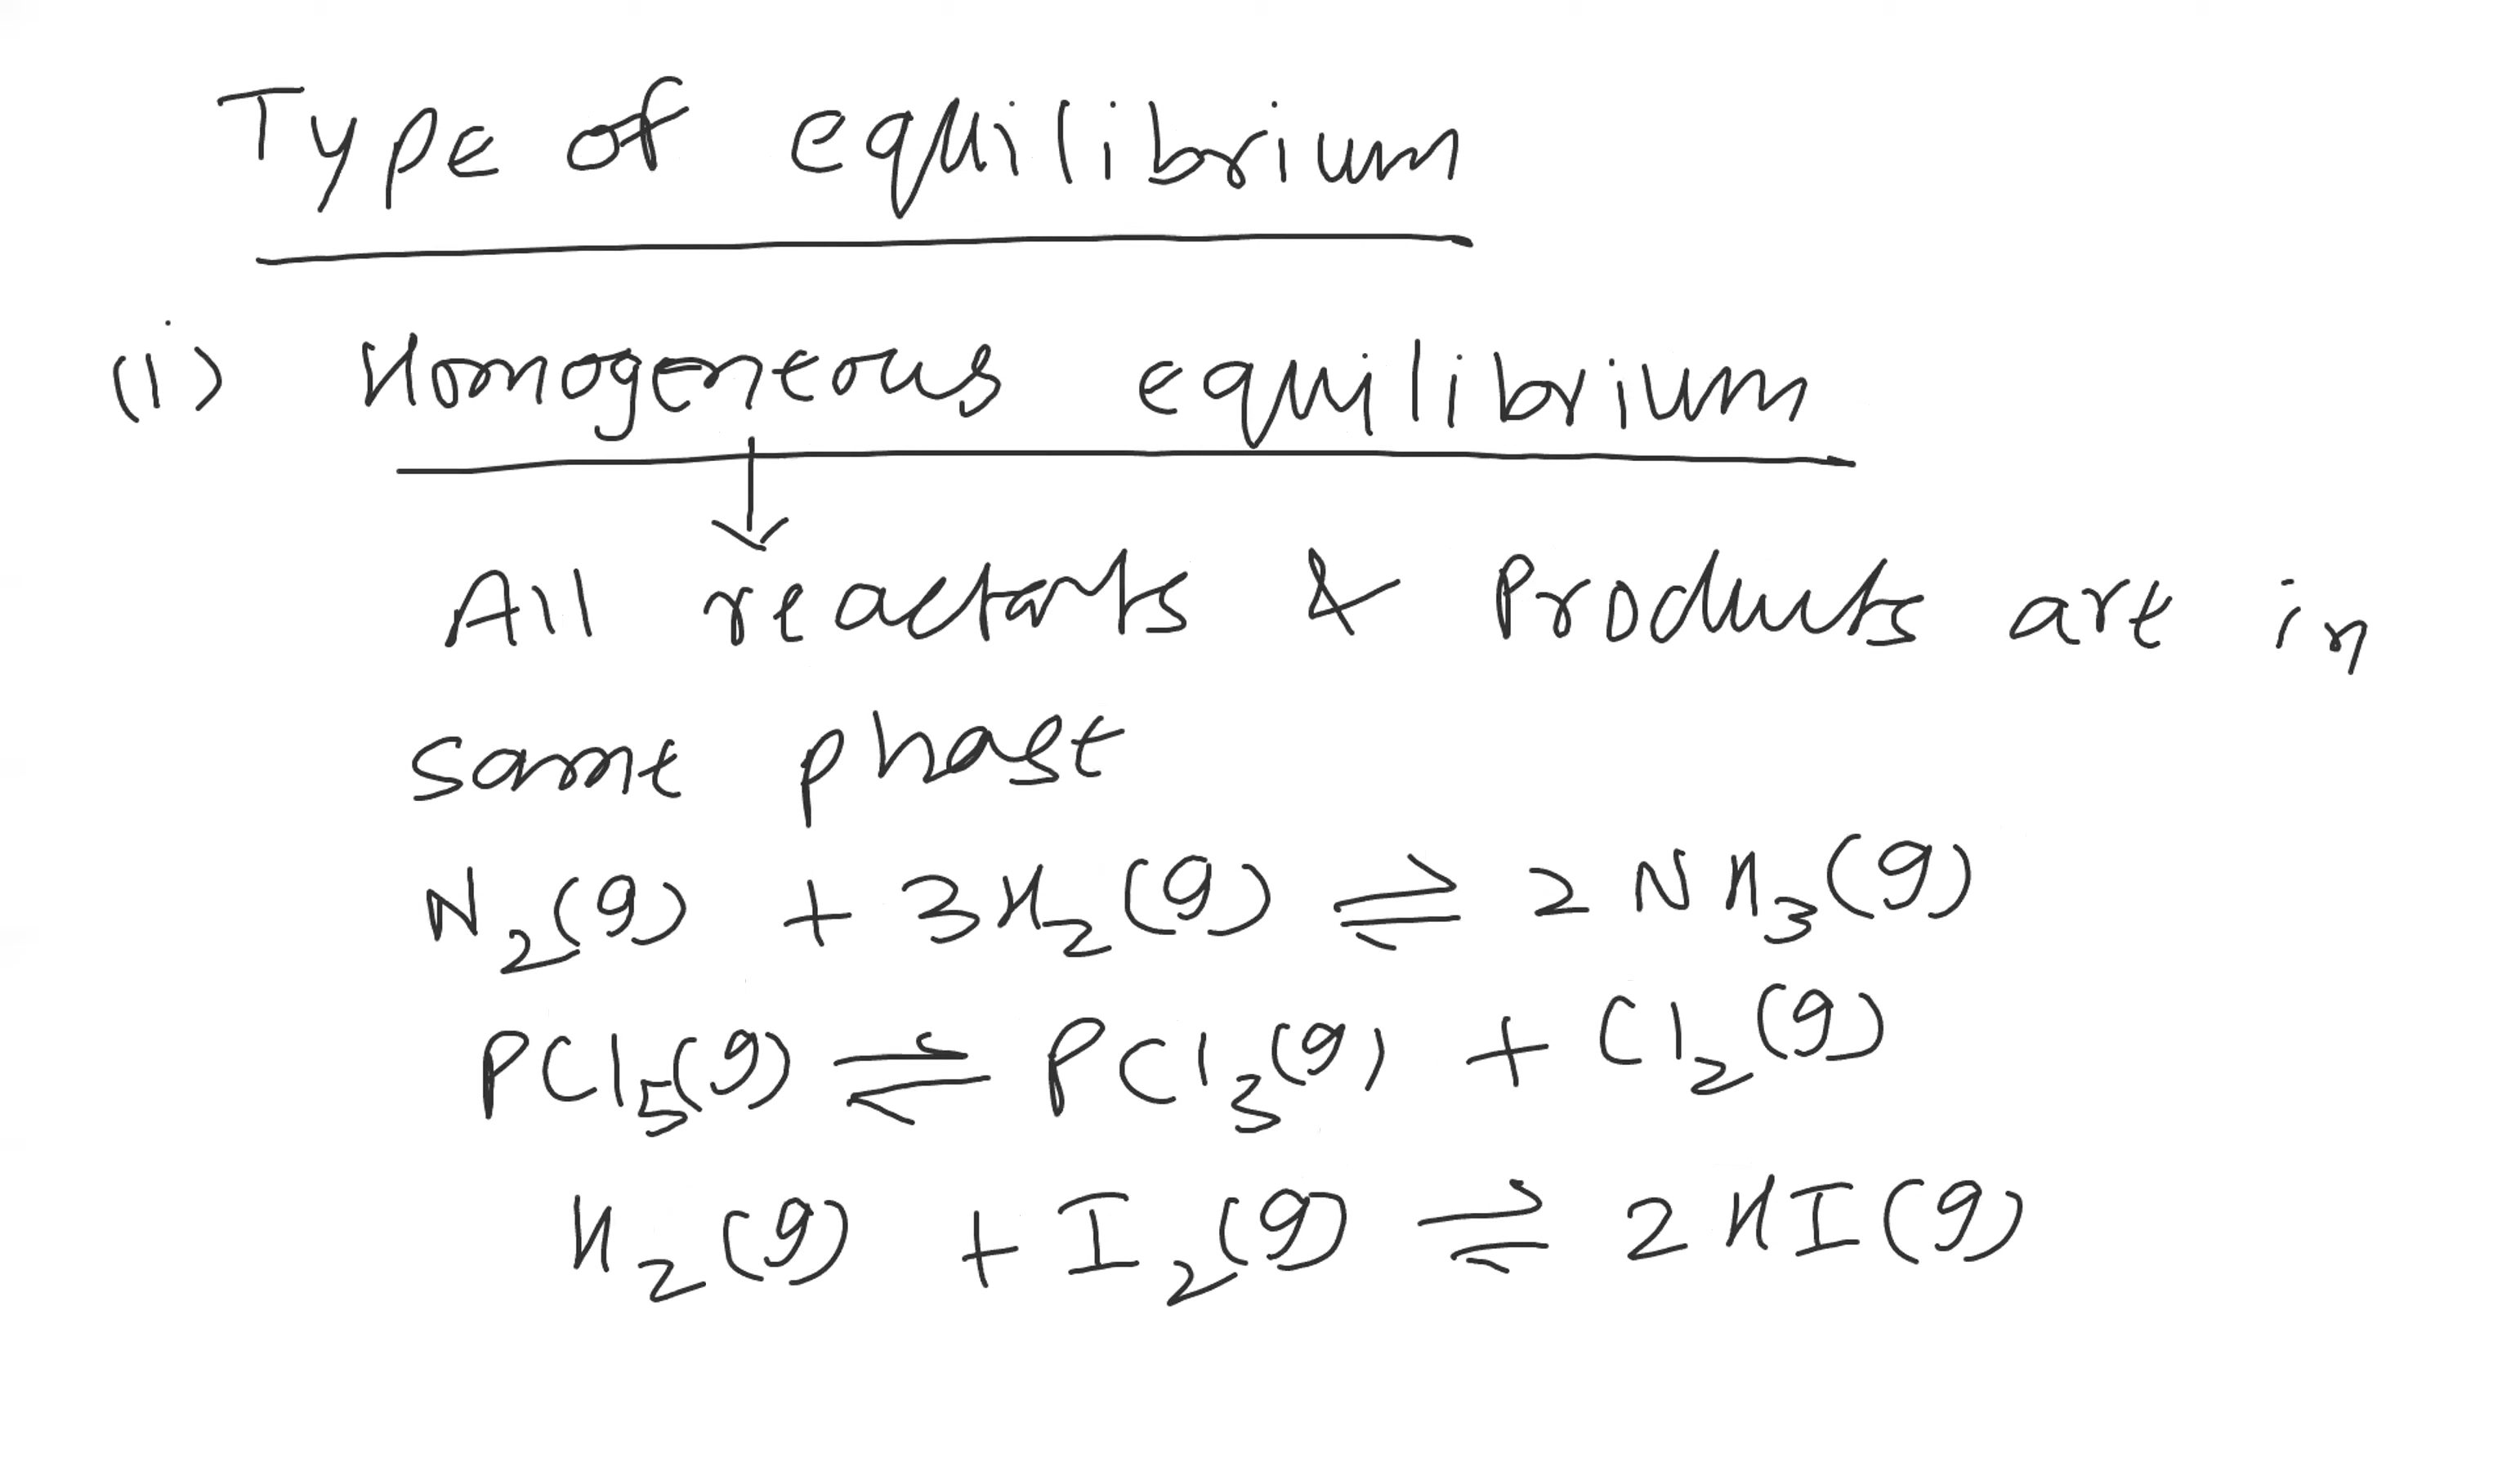 Type of equilibrium
(i) Homogeneous equilibrium
All reactants & Products are in
same phase
N₂(g) + 3H₂(g) ⇌ 2NH₃(g)
PCl₅(g) ⇌ PCl₃(g) + Cl₂(g)
H₂(g) + I₂(g) ⇌ 2HI(g)